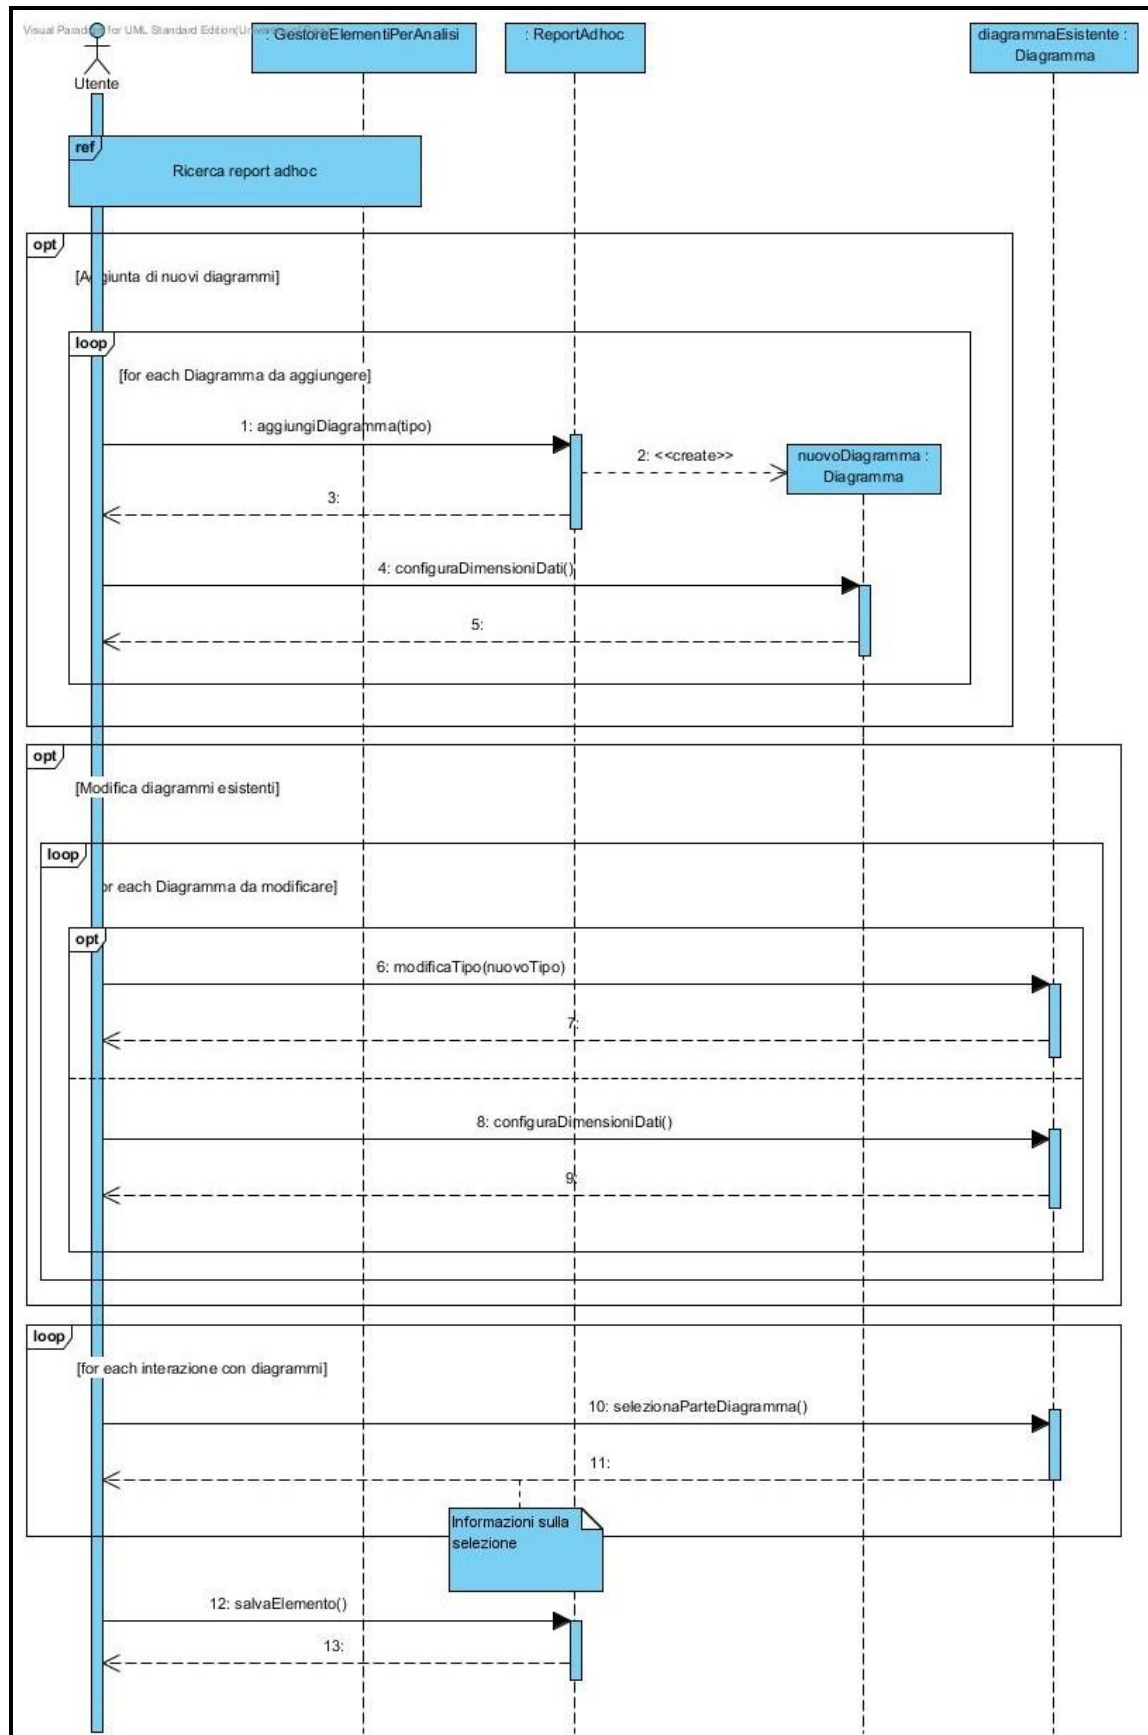 Visual Paradigm for UML Standard Edition(
: GestoreElementiPerAnalisi
: ReportAdhoc
diagrammaEsistente :
Diagramma
Utente
ref
Ricerca report adhoc
opt
[Aggiunta di nuovi diagrammi]
loop
[for each Diagramma da aggiungere]
1: aggiungiDiagramma(tipo)
2: <<create>>
nuovoDiagramma :
Diagramma
3:
4: configuraDimensioniDati()
5:
opt
[Modifica diagrammi esistenti]
loop
or each Diagramma da modificare]
opt
6: modificaTipo(nuovoTipo)
7:
8: configuraDimensioniDati()
9:
loop
[for each interazione con diagrammi]
10: selezionaParteDiagramma()
11:
Informazioni sulla
selezione
12: salvaElemento()
13: